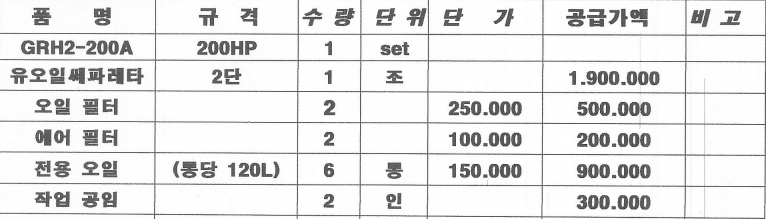 품 명 규 격 수 량 단 위 단 가 공급가액 비 고
GRH2-200A 200HP 1 set
유오일쎄파레타 2단 1 조 1.900.000
오일 필터 2 250.000 500.000
에어 필터 2 100.000 200.000
전용 오일 (통당 120L) 6 통 150.000 900.000
작업 공임 2 인 300.000